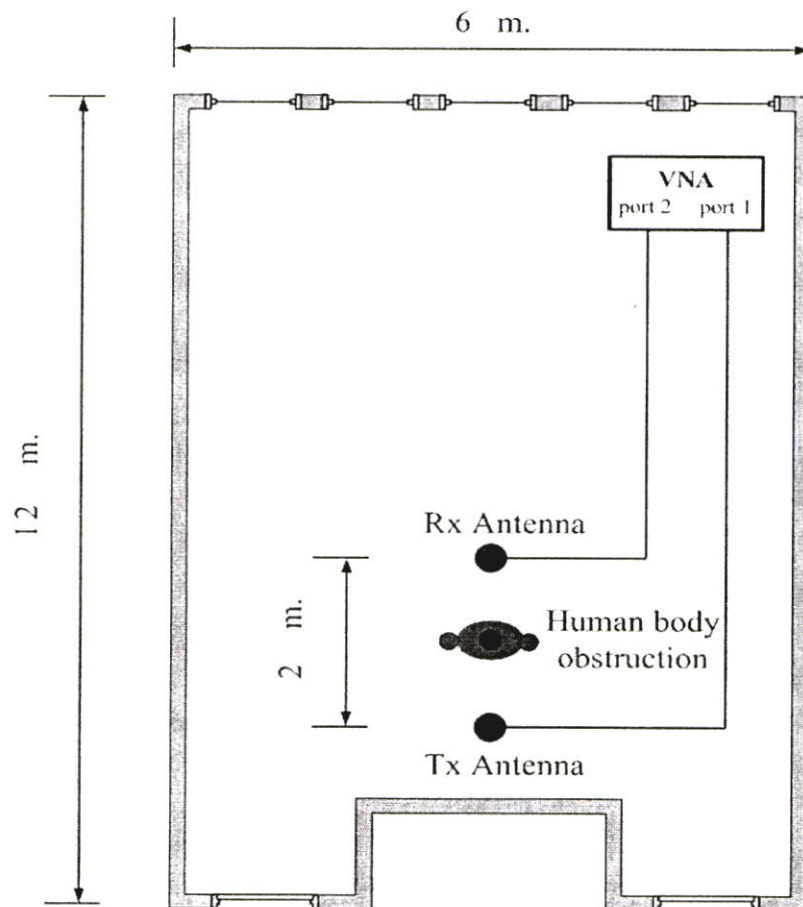 6 m.
VNA
port 2 port 1
12 m.
Rx Antenna
2 m.
Human body
obstruction
Tx Antenna